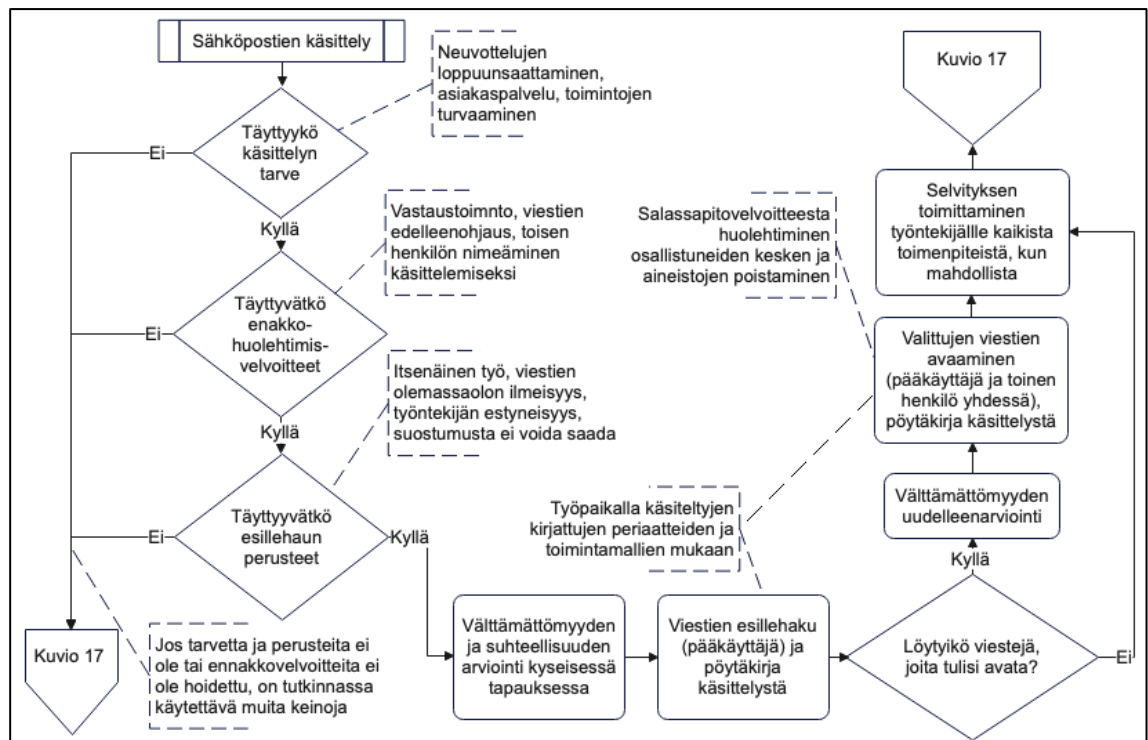 Sähköpostien käsittely
Neuvottelujen
loppuunsaattaminen,
asiakaspalvelu, toimintojen
turvaaminen
Täyttyykö
käsittelyn
tarve
Ei
Kyllä
Vastaustoimnto, viestien
edelleenohjaus, toisen
henkilön nimeäminen
käsittelemiseksi
Täyttyvätkö
enakko-
huolehtimis-
velvoitteet
Ei
Kyllä
Itsenäinen työ, viestien
olemassaolon ilmeisyys,
työntekijän estyneisyys,
suostumusta ei voida saada
Täyttyyvätkö
esillehaun
perusteet
Ei
Kyllä
Kuvio 17
Jos tarvetta ja perusteita ei
ole tai ennakkovelvoitteita ei
ole hoidettu, on tutkinnassa
käytettävä muita keinoja
Välttämättömyyden
ja suhteellisuuden
arviointi kyseisessä
tapauksessa
Työpaikalla käsiteltyjen
kirjattujen periaatteiden ja
toimintamallien mukaan
Viestien esillehaku
(pääkäyttäjä) ja
pöytäkirja
käsittelystä
Löytyikö viestejä,
joita tulisi avata?
Ei
Kyllä
Välttämättömyyden
uudelleenarviointi
Valittujen viestien
avaaminen
(pääkäyttäjä ja toinen
henkilö yhdessä),
pöytäkirja käsittelystä
Salassapitovelvoitteesta
huolehtiminen
osallistuneiden kesken ja
aineistojen poistaminen
Selvityksen
toimittaminen
työntekijällle kaikista
toimenpiteistä, kun
mahdollista
Kuvio 17